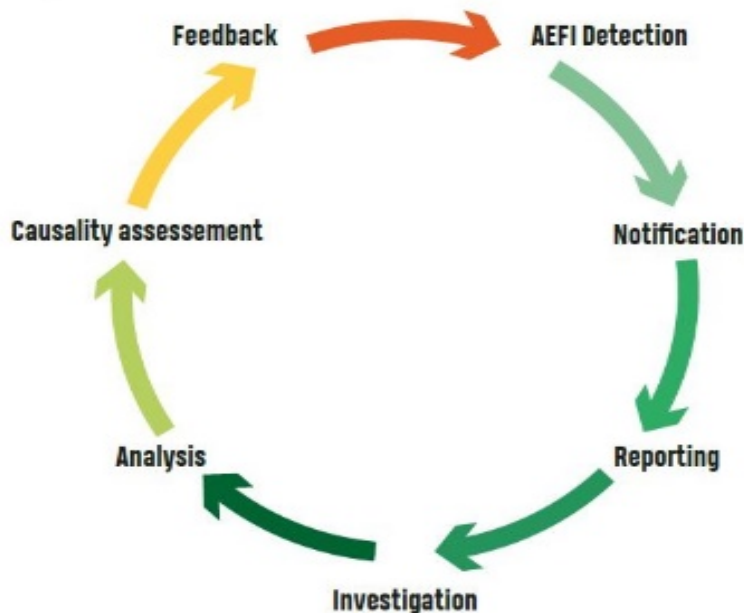 Feedback
AEFI Detection
Causality assessement
Notification
Analysis
Reporting
Investigation